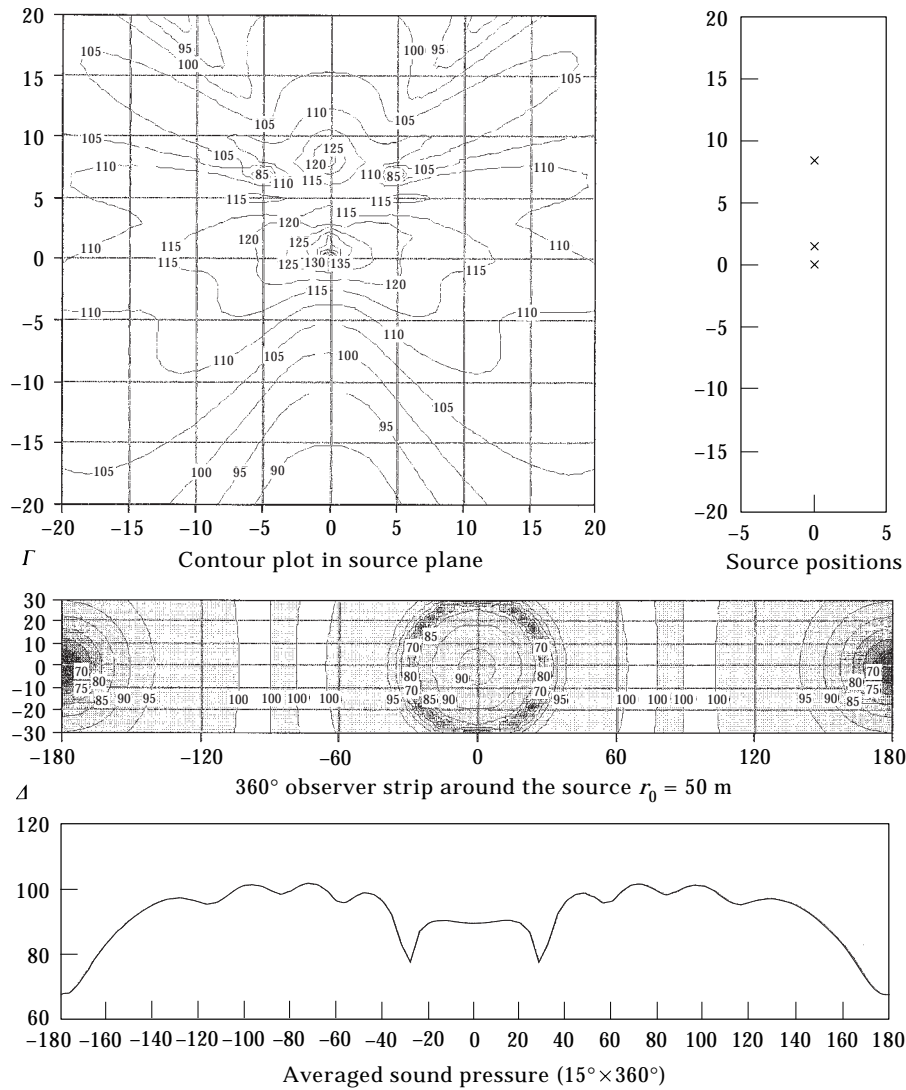 20
15
10
5
0
−5
−10
−15
−20
−20 −15 −10 −5 0 5 10 15 20
95 100 105 105 110 110 105 100 95 105 105
125 120 115 105 85 110 110 85 105 110 110
115 115 115 115 120 120 125 125 130 135 120 115 115 110 110
115 110 110 110 110 105 100 105 95 90 95 100 105
Γ
Contour plot in source plane
20
15
10
5
0
−5
−10
−15
−20
−5 0 5
Source positions
30
20
10
0
−10
−20
−30
70 75 80 85 90 95 100 100 100 100 95 85 90 70 80 70 85 85 90 70 80 70 95 100 100 100 100 95 90 85 80 70 75
−180 −120 −60 0 60 120 180
360° observer strip around the source r0 = 50 m
Δ
120
100
80
60
−180 −160 −140 −120 −100 −80 −60 −40 −20 0 20 40 60 80 100 120 140 160 180
Averaged sound pressure (15°×360°)